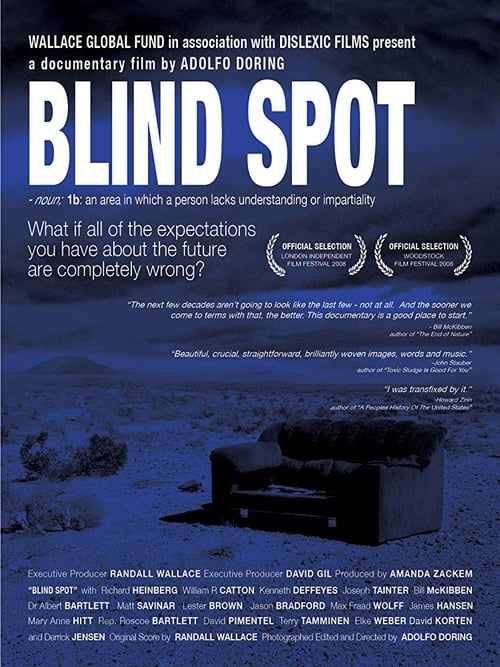 WALLACE GLOBAL FUND in association with DISLEXIC FILMS present
a documentary film by ADOLFO DORING
BLIND SPOT
- noun; 1b: an area in which a person lacks understanding or impartiality
What if all of the expectations
you have about the future
are completely wrong?
OFFICIAL SELECTION
LONDON INDEPENDENT
FILM FESTIVAL 2008
OFFICIAL SELECTION
WOODSTOCK
FILM FESTIVAL 2008
"The next few decades aren't going to look like the last few - not at all. And the sooner we
come to terms with that, the better. This documentary is a good place to start."
- Bill McKibben
author of "The End of Nature"
"Beautiful, crucial, straightforward, brilliantly woven images, words and music."
-John Stauber
author of "Toxic Sludge Is Good For You"
"I was transfixed by it."
-Howard Zinn
author of "A Peoples History Of The United States"
Executive Producer RANDALL WALLACE Executive Producer DAVID GIL Produced by AMANDA ZACKEM
"BLIND SPOT" with Richard HEINBERG William R CATTON Kenneth DEFFEYES Joseph TAINTER Bill McKIBBEN
Dr Albert BARTLETT Matt SAVINAR Lester BROWN Jason BRADFORD Max Fraad WOLFF James HANSEN
Mary Anne HITT Rep. Roscoe BARTLETT David PIMENTEL Terry TAMMINEN Elke WEBER David KORTEN
and Derrick JENSEN Original Score by RANDALL WALLACE Photographed Edited and Directed by ADOLFO DORING